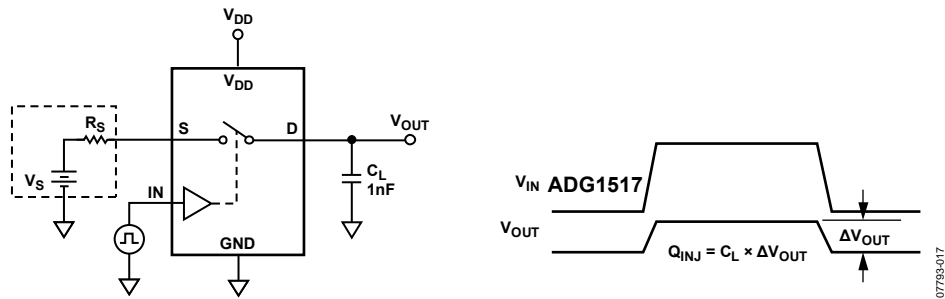 VDD
VDD
RS
S
D
VOUT
VS
IN
CL
1nF
GND
VIN ADG1517
VOUT
QINJ = CL × ΔVOUT
ΔVOUT
07793-017